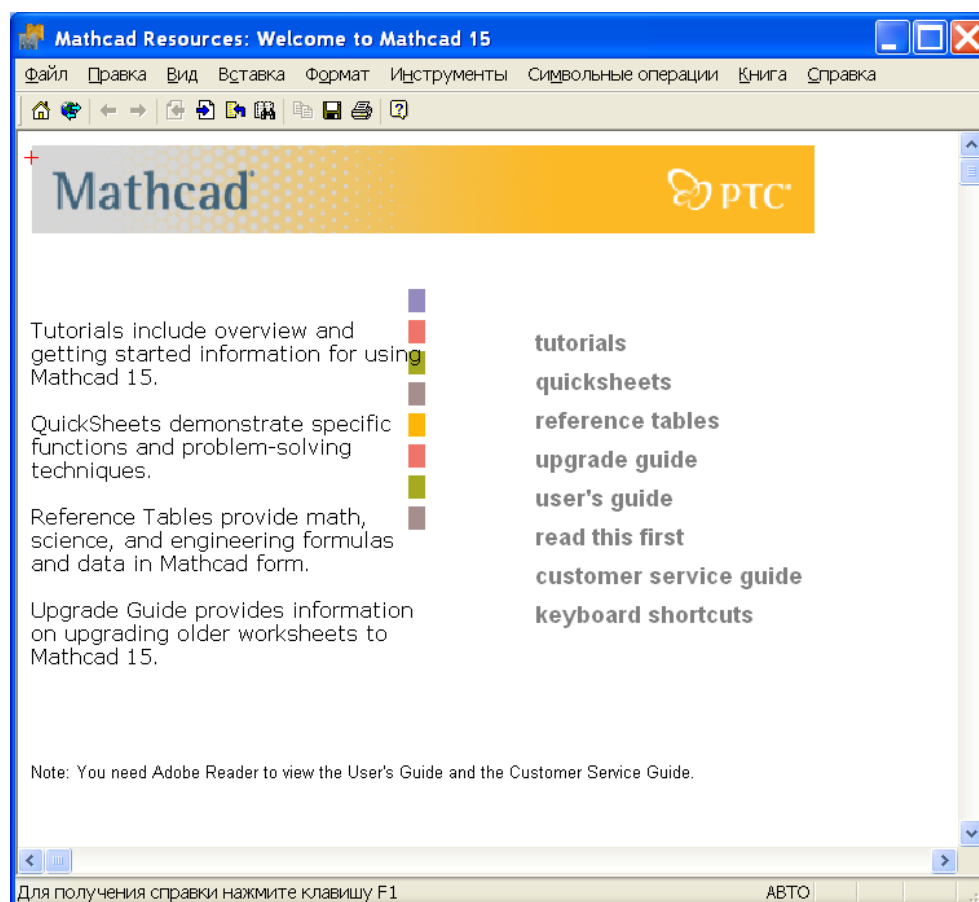 Mathcad Resources: Welcome to Mathcad 15
Файл Правка Вид Вставка Формат Инструменты Символьные операции Книга Справка
Mathcad
PTC
Tutorials include overview and
getting started information for using
Mathcad 15.
QuickSheets demonstrate specific
functions and problem-solving
techniques.
Reference Tables provide math,
science, and engineering formulas
and data in Mathcad form.
Upgrade Guide provides information
on upgrading older worksheets to
Mathcad 15.
tutorials
quicksheets
reference tables
upgrade guide
user's guide
read this first
customer service guide
keyboard shortcuts
Note: You need Adobe Reader to view the User's Guide and the Customer Service Guide.
Для получения справки нажмите клавишу F1
АВТО